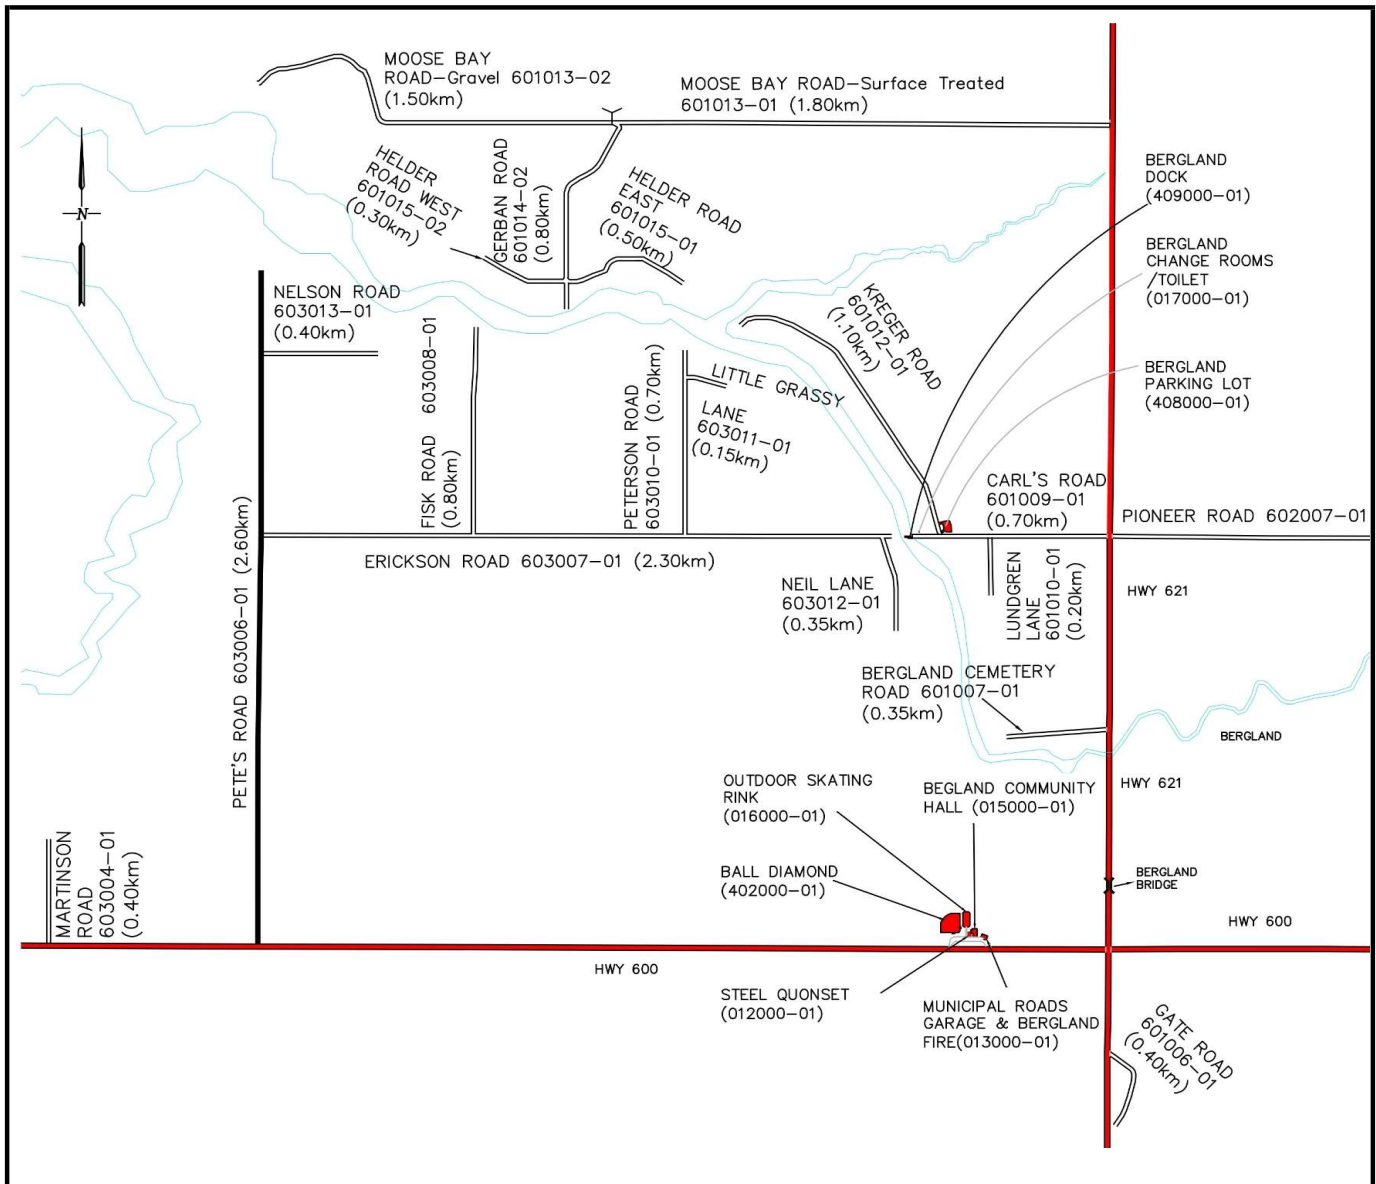 MOOSE BAY
ROAD-Gravel 601013-02
(1.50km)
MOOSE BAY ROAD-Surface Treated
601013-01 (1.80km)
HELDER
ROAD WEST
601015-02
(0.30km)
GERBAN ROAD
601014-02
(0.80km)
HELDER ROAD
EAST
601015-01
(0.50km)
BERGLAND
DOCK
(409000-01)
BERGLAND
CHANGE ROOMS
/TOILET
(017000-01)
BERGLAND
PARKING LOT
(408000-01)
N
NELSON ROAD
603013-01
(0.40km)
FISK ROAD 603008-01
(0.80km)
PETERSON ROAD
603010-01 (0.70km)
LITTLE GRASSY
LANE
603011-01
(0.15km)
KREGER ROAD
601012-01
(1.10km)
CARL'S ROAD
601009-01
(0.70km)
PIONEER ROAD 602007-01
ERICKSON ROAD 603007-01 (2.30km)
NEIL LANE
603012-01
(0.35km)
LUNDGREN
LANE
601010-01
(0.20km)
HWY 621
PETE'S ROAD 603006-01 (2.60km)
BERGLAND CEMETERY
ROAD 601007-01
(0.35km)
BERGLAND
HWY 621
OUTDOOR SKATING
RINK
(016000-01)
BEGLAND COMMUNITY
HALL (015000-01)
BALL DIAMOND
(402000-01)
BERGLAND
BRIDGE
MARTINSON
ROAD
603004-01
(0.40km)
HWY 600
HWY 600
STEEL QUONSET
(012000-01)
MUNICIPAL ROADS
GARAGE & BERGLAND
FIRE(013000-01)
GATE ROAD
601006-01
(0.40km)